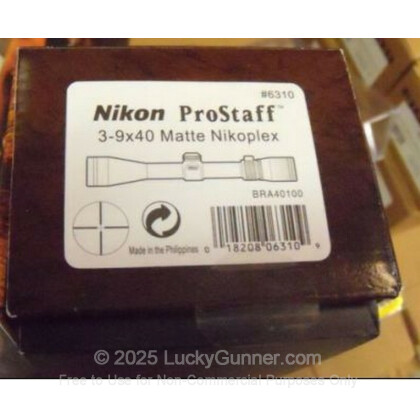 #6310
Nikon ProStaff™
3-9x40 Matte Nikoplex
BRA40100
Made in the Philippines
0 18208 06310 9
© 2025 LuckyGunner.com
Free to Use for Non Commercial Purposes Only